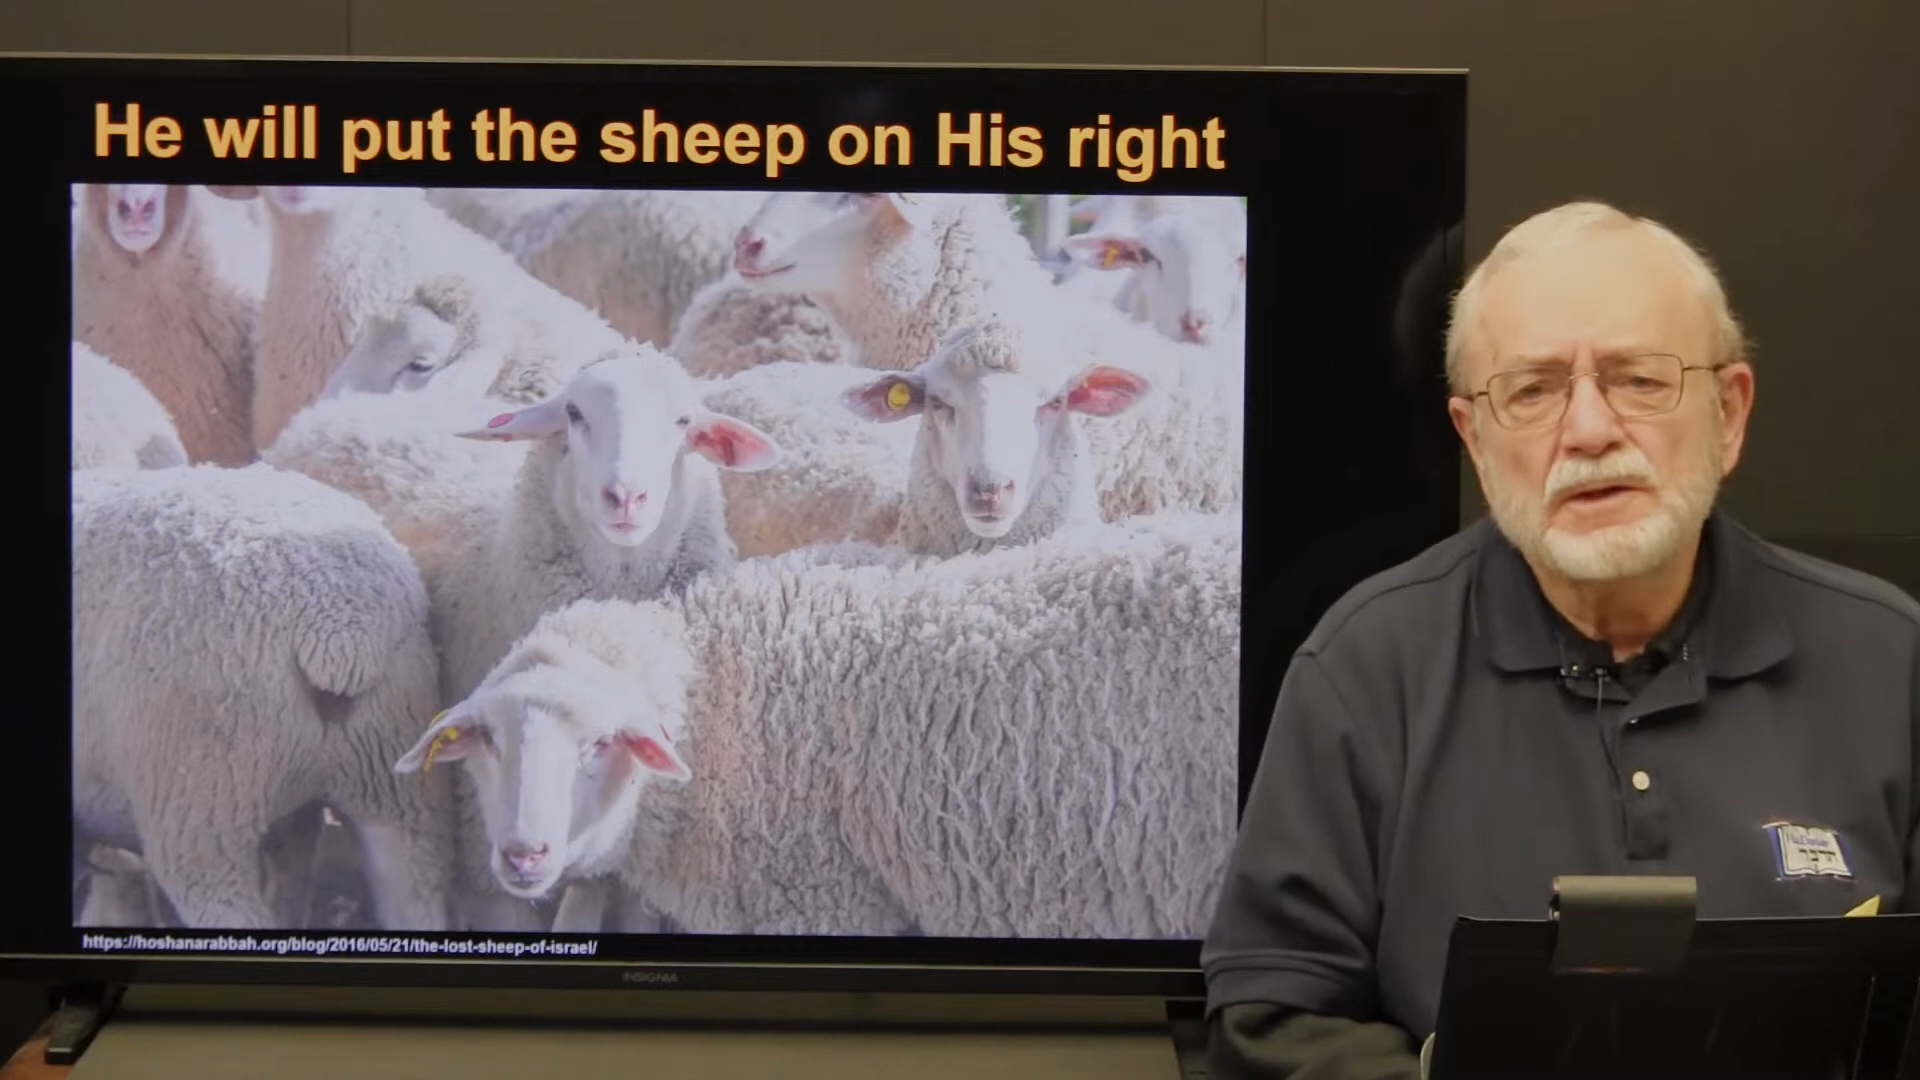 He will put the sheep on His right
https://hoshanarabbah.org/blog/2016/05/21/the-lost-sheep-of-israel/
INSIGNIA
הדבר